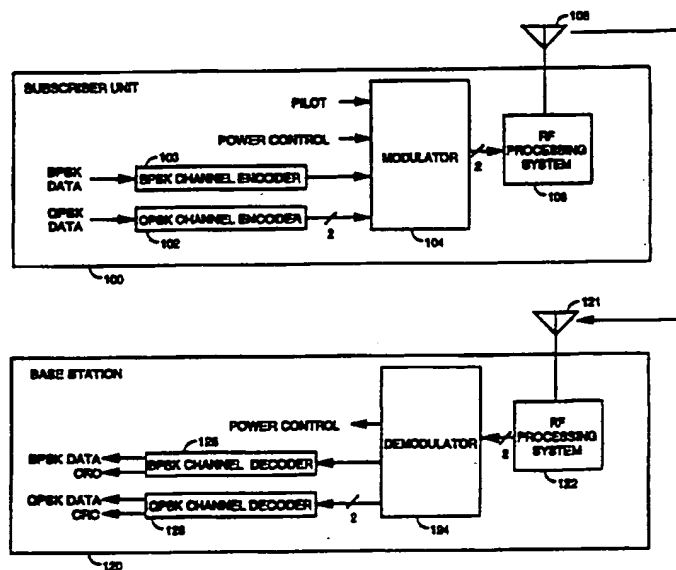 108
SUBSCRIBER UNIT
PILOT
POWER CONTROL
MODULATOR
RF
PROCESSING
SYSTEM
2
103
BPSK
DATA
BPSK CHANNEL ENCODER
QPSK
DATA
QPSK CHANNEL ENCODER
102
2
104
106
100
121
BASE STATION
POWER CONTROL
DEMODULATOR
RF
PROCESSING
SYSTEM
2
126
BPSK DATA
CRC
BPSK CHANNEL DECODER
QPSK DATA
CRC
QPSK CHANNEL DECODER
128
2
124
122
120